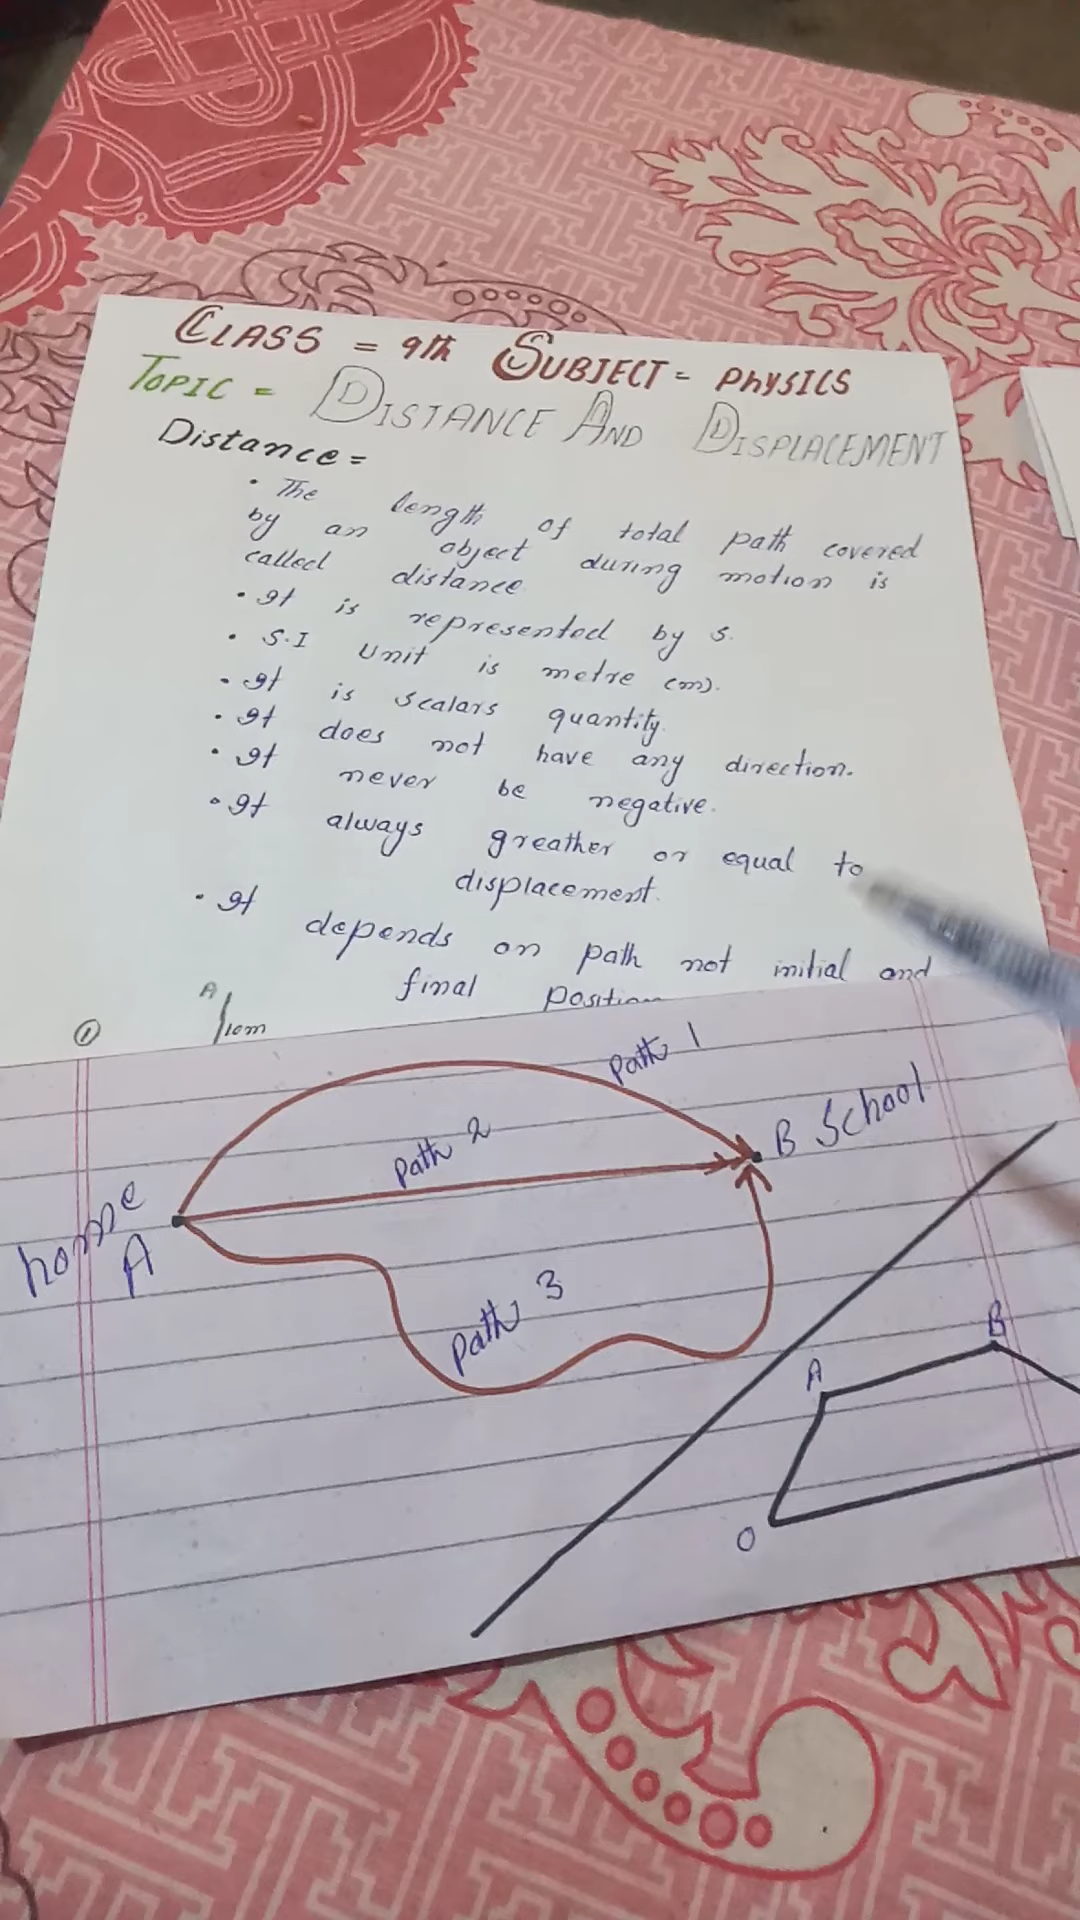 CLASS = 9th SUBJECT = PHYSICS
TOPIC = DISTANCE AND DISPLACEMENT
Distance =
• The length of total path covered
by an object during motion is
called distance
• It is represented by s.
• S.I Unit is metre (m).
• It is scalars quantity.
• It does not have any direction.
• It never be negative.
• It always greather or equal to
displacement.
• It depends on path not initial and
final position
① A
10m
Path 1
Path 2
B School
home
A
Path 3
B
A
O